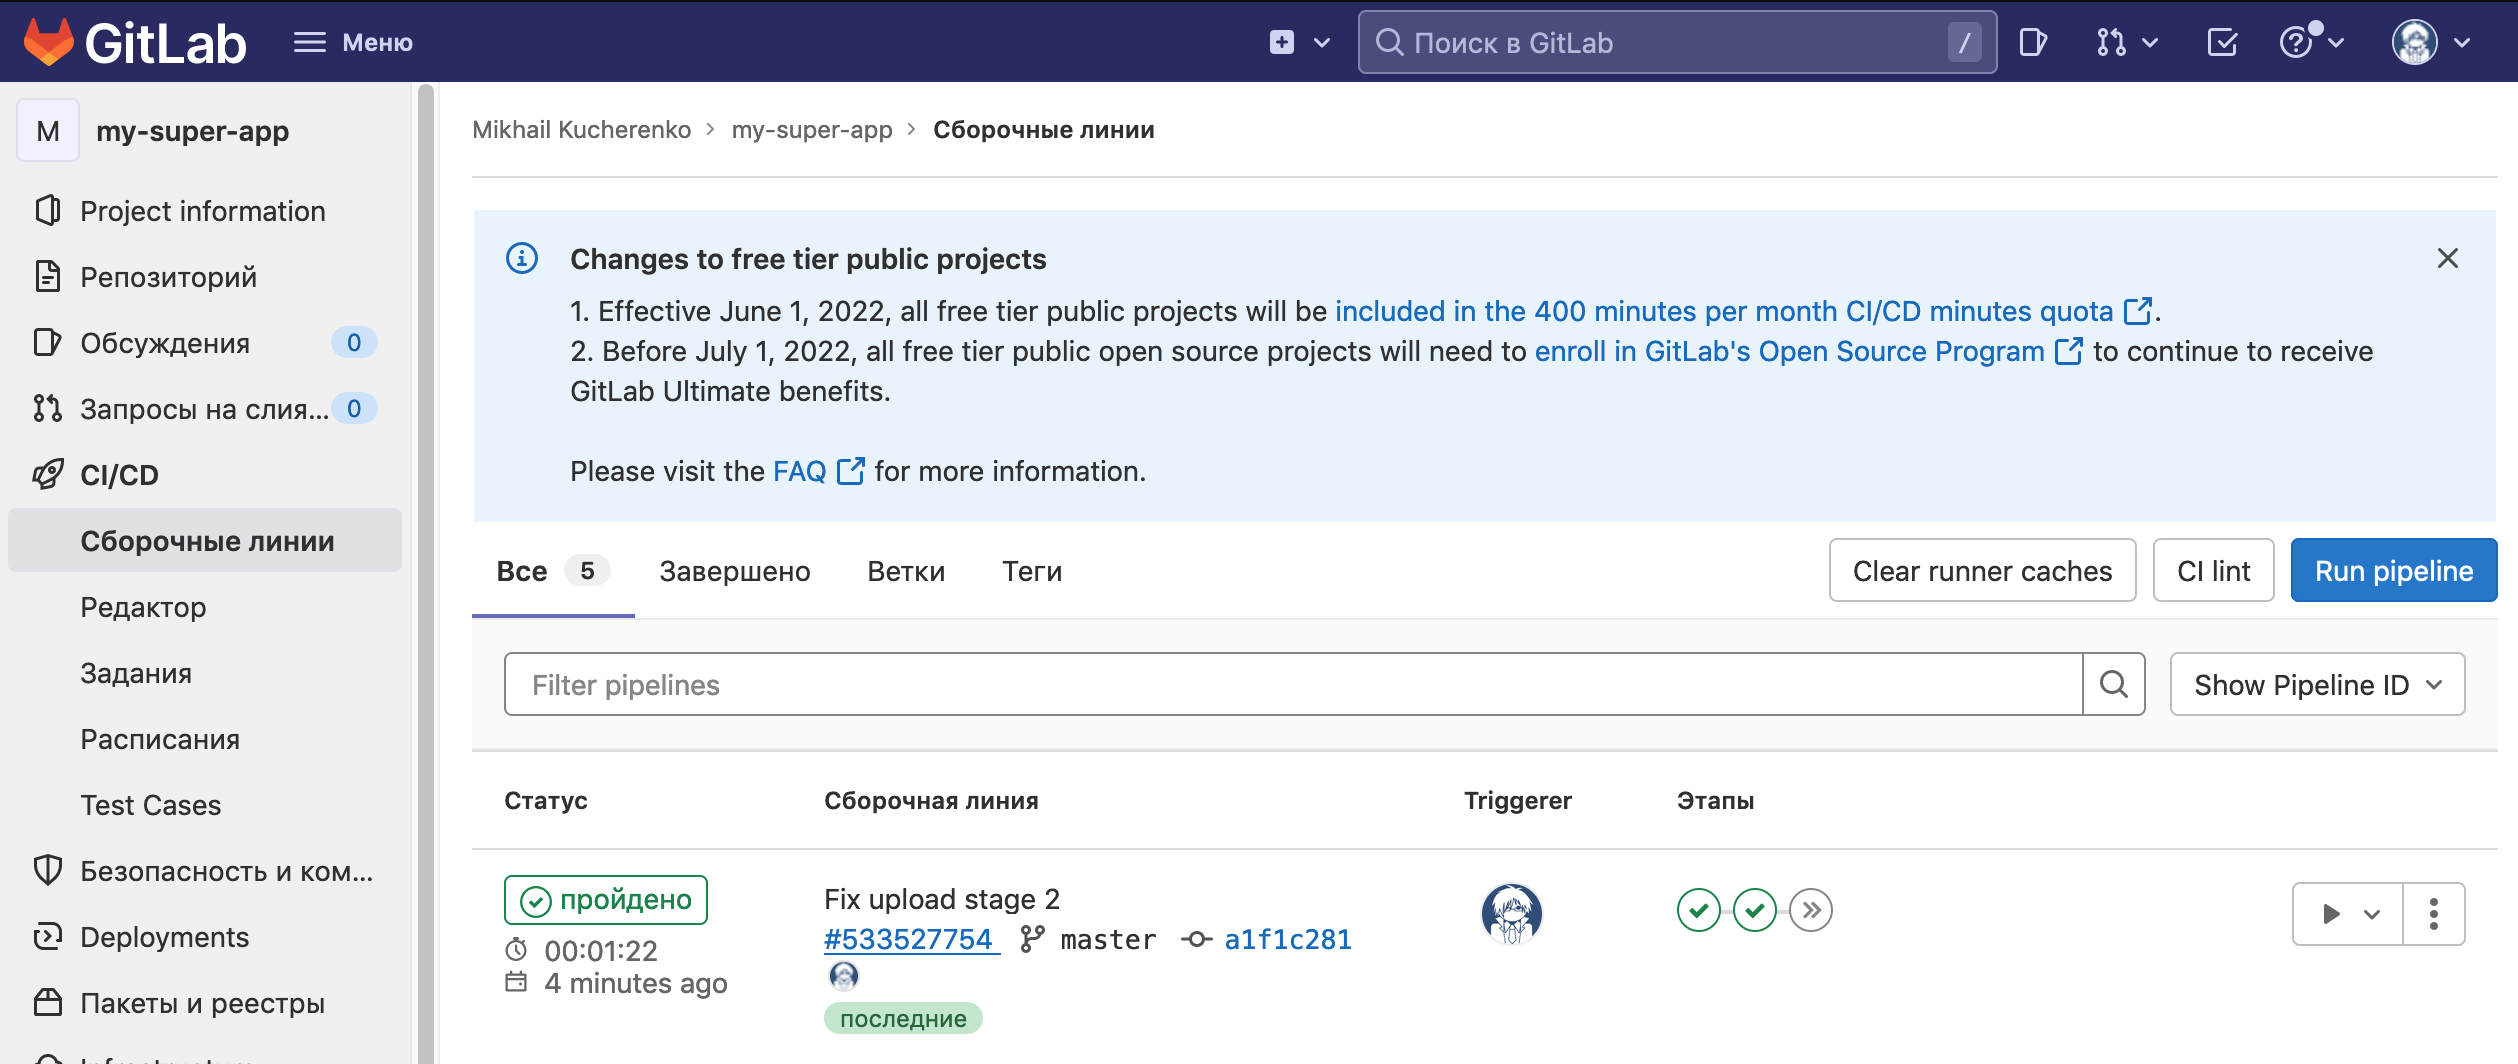 GitLab
Меню
Поиск в GitLab /
M my-super-app
Project information
Репозиторий
Обсуждения 0
Запросы на слия... 0
CI/CD
Сборочные линии
Редактор
Задания
Расписания
Test Cases
Безопасность и ком...
Deployments
Пакеты и реестры
Mikhail Kucherenko > my-super-app > Сборочные линии
Changes to free tier public projects
1. Effective June 1, 2022, all free tier public projects will be included in the 400 minutes per month CI/CD minutes quota.
2. Before July 1, 2022, all free tier public open source projects will need to enroll in GitLab's Open Source Program to continue to receive
GitLab Ultimate benefits.
Please visit the FAQ for more information.
Все 5 Завершено Ветки Теги
Clear runner caches CI lint Run pipeline
Filter pipelines
Show Pipeline ID
Статус Сборочная линия Triggerer Этапы
пройдено
00:01:22
4 minutes ago
Fix upload stage 2
#533527754 master a1f1c281
последние